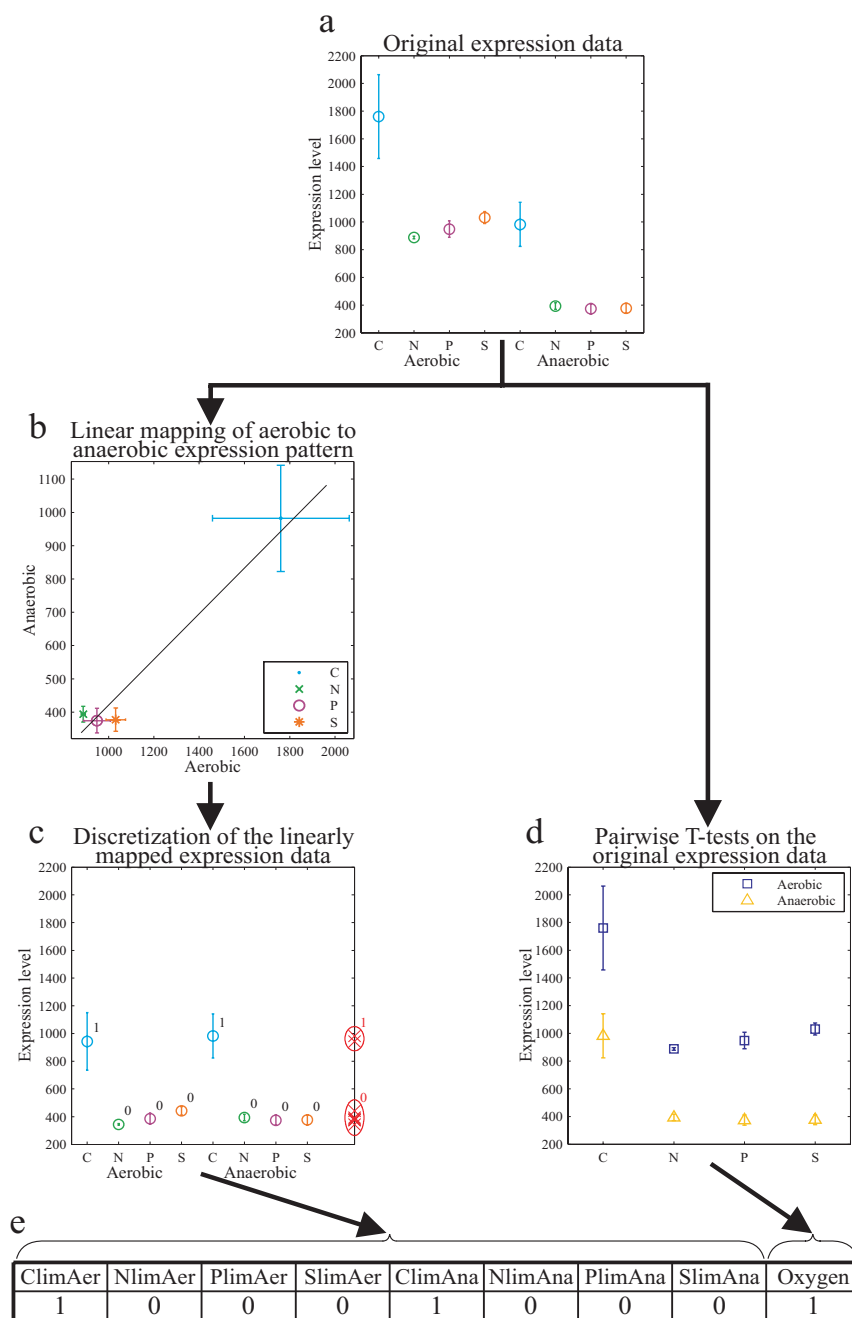 a
Original expression data
2200
2000
1800
1600
1400
1200
1000
800
600
400
200
Expression level
C N P S C N P S
Aerobic Anaerobic
b
Linear mapping of aerobic to
anaerobic expression pattern
1100
1000
900
800
700
600
500
400
Anaerobic
C
N
P
S
1000 1200 1400 1600 1800 2000
Aerobic
c
Discretization of the linearly
mapped expression data
2200
2000
1800
1600
1400
1200
1000
800
600
400
200
Expression level
1 1 1
0 0 0 0 0 0 0
C N P S C N P S
Aerobic Anaerobic
d
Pairwise T-tests on the
original expression data
Aerobic
Anaerobic
2200
2000
1800
1600
1400
1200
1000
800
600
400
200
Expression level
C N P S
e
ClimAer NlimAer PlimAer SlimAer ClimAna NlimAna PlimAna SlimAna Oxygen
1 0 0 0 1 0 0 0 1